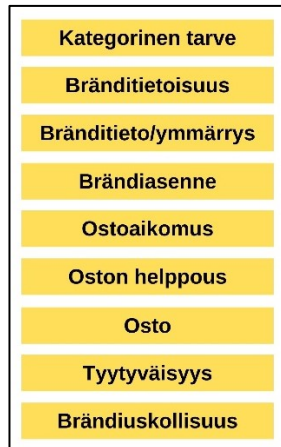 Kategorinen tarve
Bränditietoisuus
Bränditieto/ymmärrys
Brändiasenne
Ostoaikomus
Oston helppous
Osto
Tyytyväisyys
Brändiuskollisuus